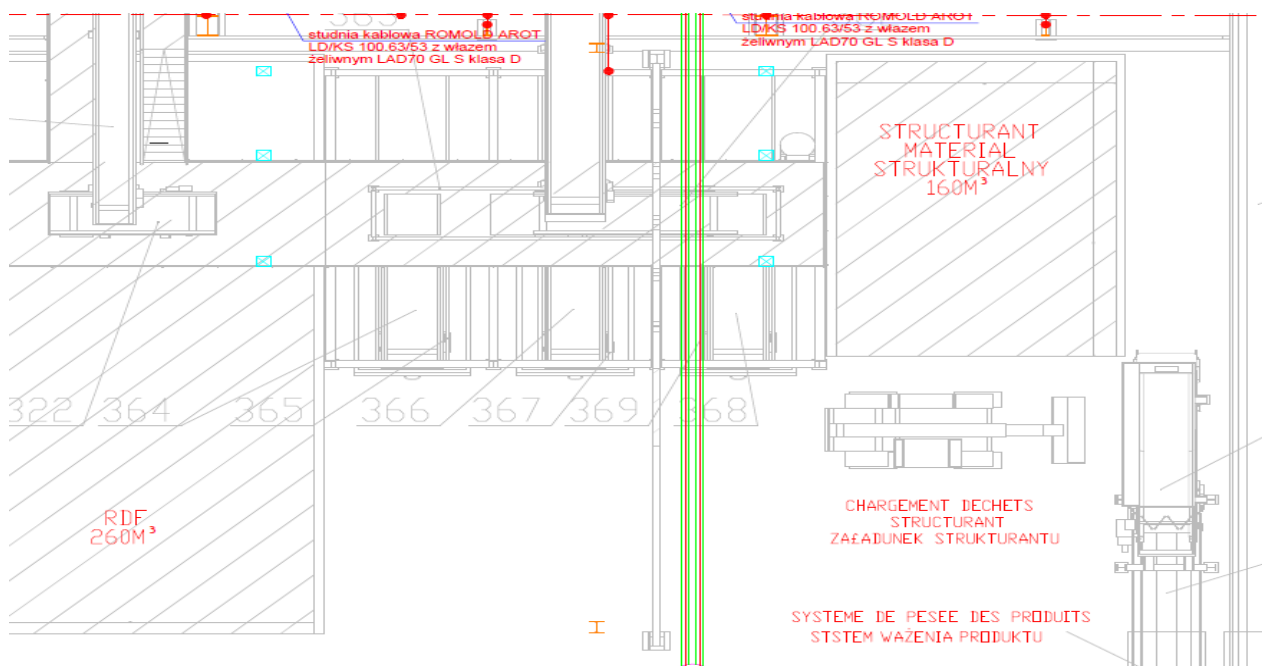 363
studnia kablowa ROMOLD AROT
LD/KS 100.63/53 z włazem
żeliwnym LAD70 GL S klasa D
studnia kablowa ROMOLD AROT
LD/KS 100.63/53 z włazem
żeliwnym LAD70 GL S klasa D
STRUCTURANT
MATERIAL
STRUKTURALNY
160M³
322 364 365 366 367 369 368
RDF
260M³
CHARGEMENT DECHETS
STRUCTURANT
ZAŁADUNEK STRUKTURANTU
SYSTEME DE PESEE DES PRODUITS
STSTEM WAŻENIA PRODUKTU